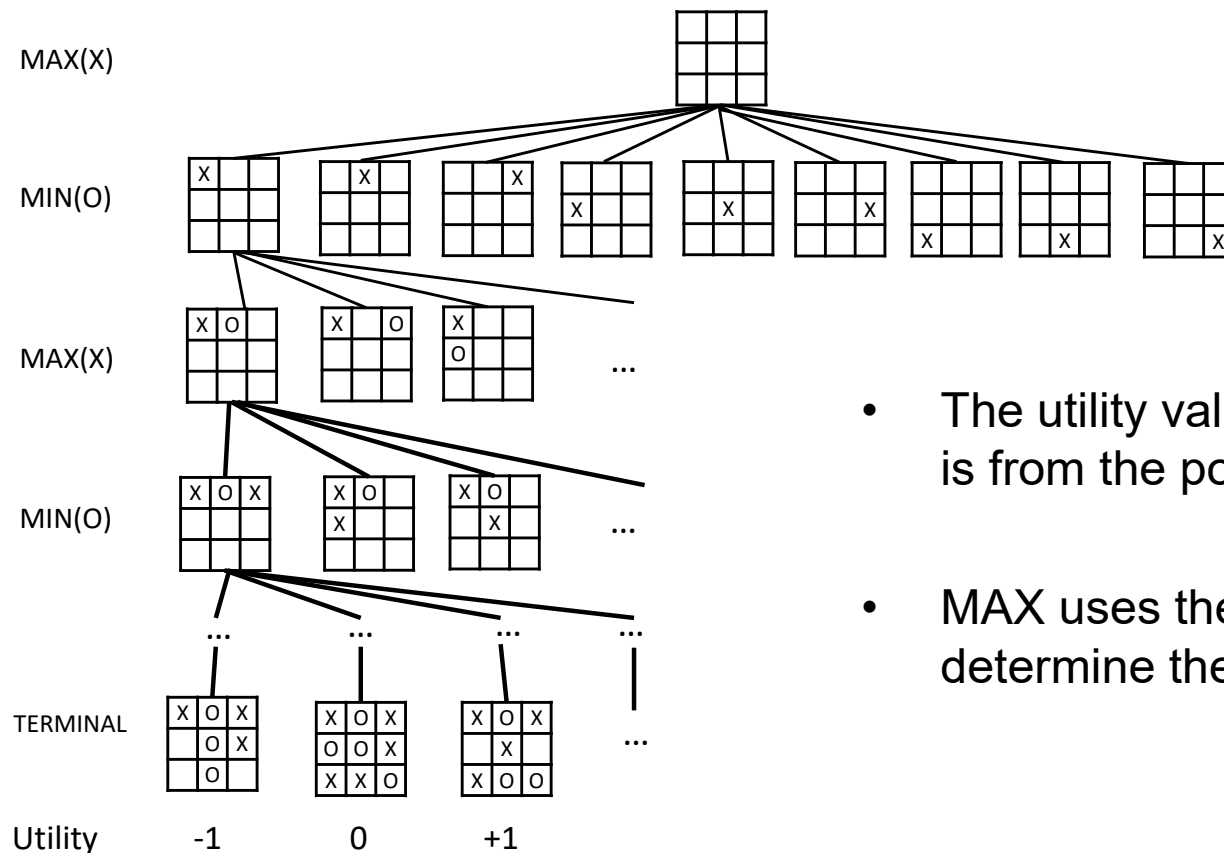 MAX(X)
MIN(O)
X X X X X X X X X
MAX(X)
X O X O X
O
...
MIN(O)
X O X X O X O
X X
...
... ... ... ...
TERMINAL
X O X X O X X O X
O X O O X X
O X X O X O O
...
Utility -1 0 +1
• The utility val
is from the po
• MAX uses the
determine the